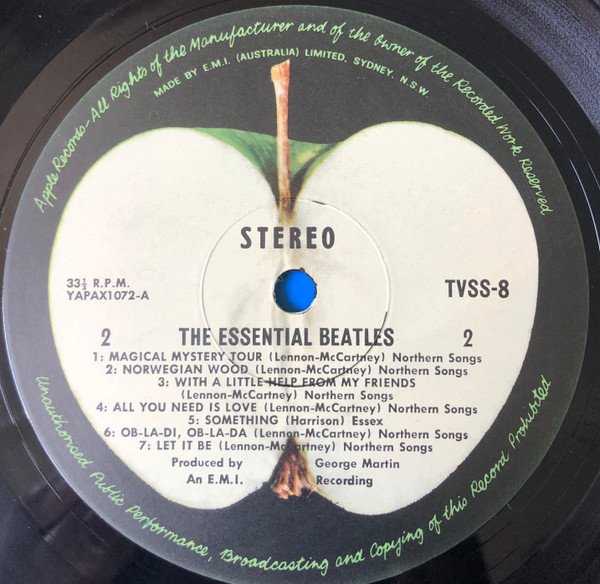 Apple Records-All Rights of the Manufacturer and of the Owner of the Recorded Work Reserved
MADE BY E.M.I. (AUSTRALIA) LIMITED. SYDNEY. N.S.W.
STEREO
33⅓ R.P.M.
YAPAX1072-A
TVSS-8
2 THE ESSENTIAL BEATLES 2
1: MAGICAL MYSTERY TOUR (Lennon-McCartney) Northern Songs
2: NORWEGIAN WOOD (Lennon-McCartney) Northern Songs
3: WITH A LITTLE HELP FROM MY FRIENDS
(Lennon-McCartney) Northern Songs
4: ALL YOU NEED IS LOVE (Lennon-McCartney) Northern Songs
5: SOMETHING (Harrison) Essex
6: OB-LA-DI, OB-LA-DA (Lennon-McCartney) Northern Songs
7: LET IT BE (Lennon-McCartney) Northern Songs
Produced by George Martin
An E.M.I. Recording
Unauthorised Public Performance, Broadcasting and Copying of this Record Prohibited